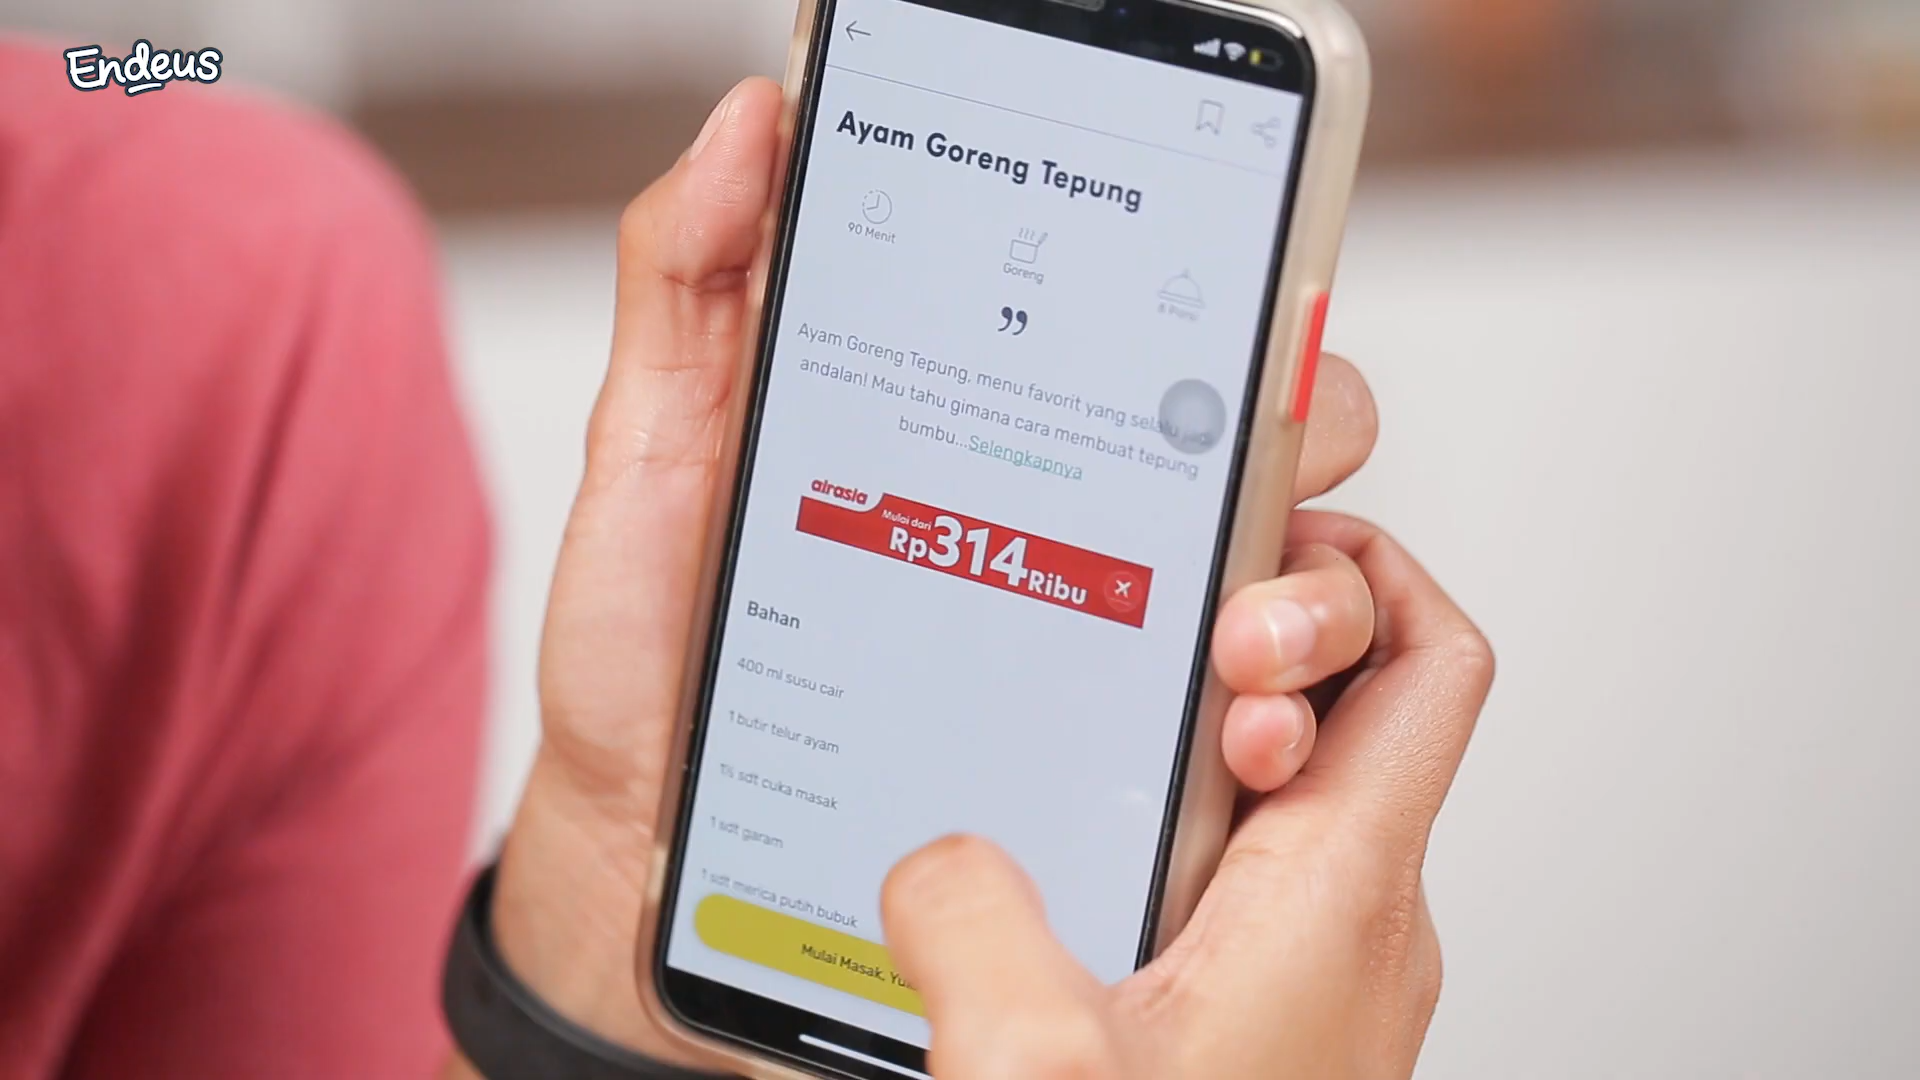 Endeus
Ayam Goreng Tepung
90 Menit
Goreng
Ayam Goreng Tepung, menu favorit yang selalu
andalan! Mau tahu gimana cara membuat tepung
bumbu...Selengkapnya
airasia
Mulai dari
Rp314Ribu
Bahan
400 ml susu cair
1 butir telur ayam
1½ sdt cuka masak
1 sdt garam
1 sdt merica putih bubuk
Mulai Masak,